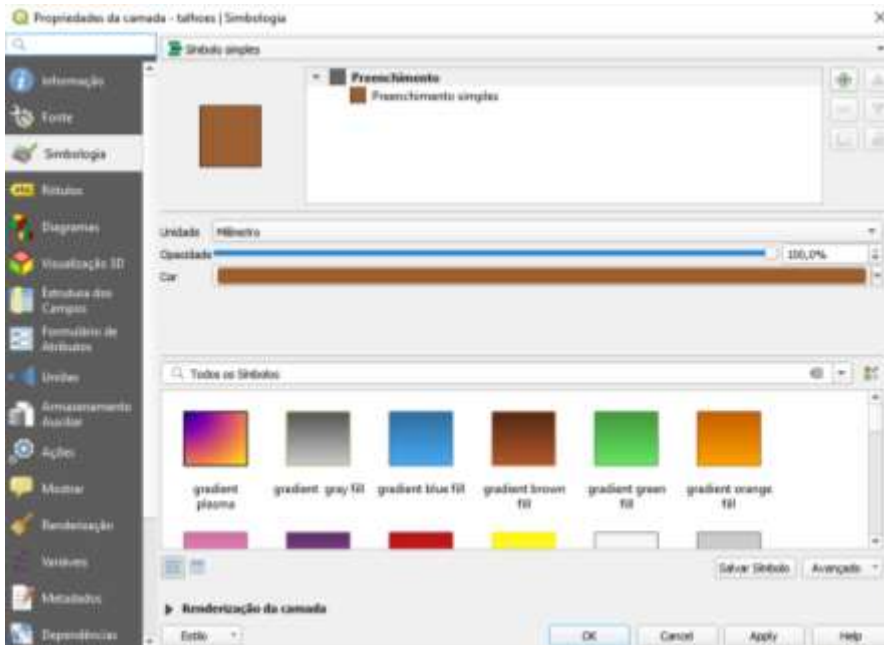 Propriedades da camada - talhoes | Simbologia
Símbolo simples
Informação
Fonte
Simbologia
Rótulos
Diagramas
Visualização 3D
Estrutura dos
Campos
Formulário de
Atributos
Uniões
Armazenamento
Auxiliar
Ações
Mostrar
Renderização
Variáveis
Metadados
Dependências
Preenchimento
Preenchimento simples
Unidade Milímetro
Opacidade 100,0%
Cor
Todos os Símbolos
gradient
plasma
gradient gray fill
gradient blue fill
gradient brown
fill
gradient green
fill
gradient orange
fill
Salvar Símbolo Avançado
Renderização da camada
Estilo OK Cancel Apply Help